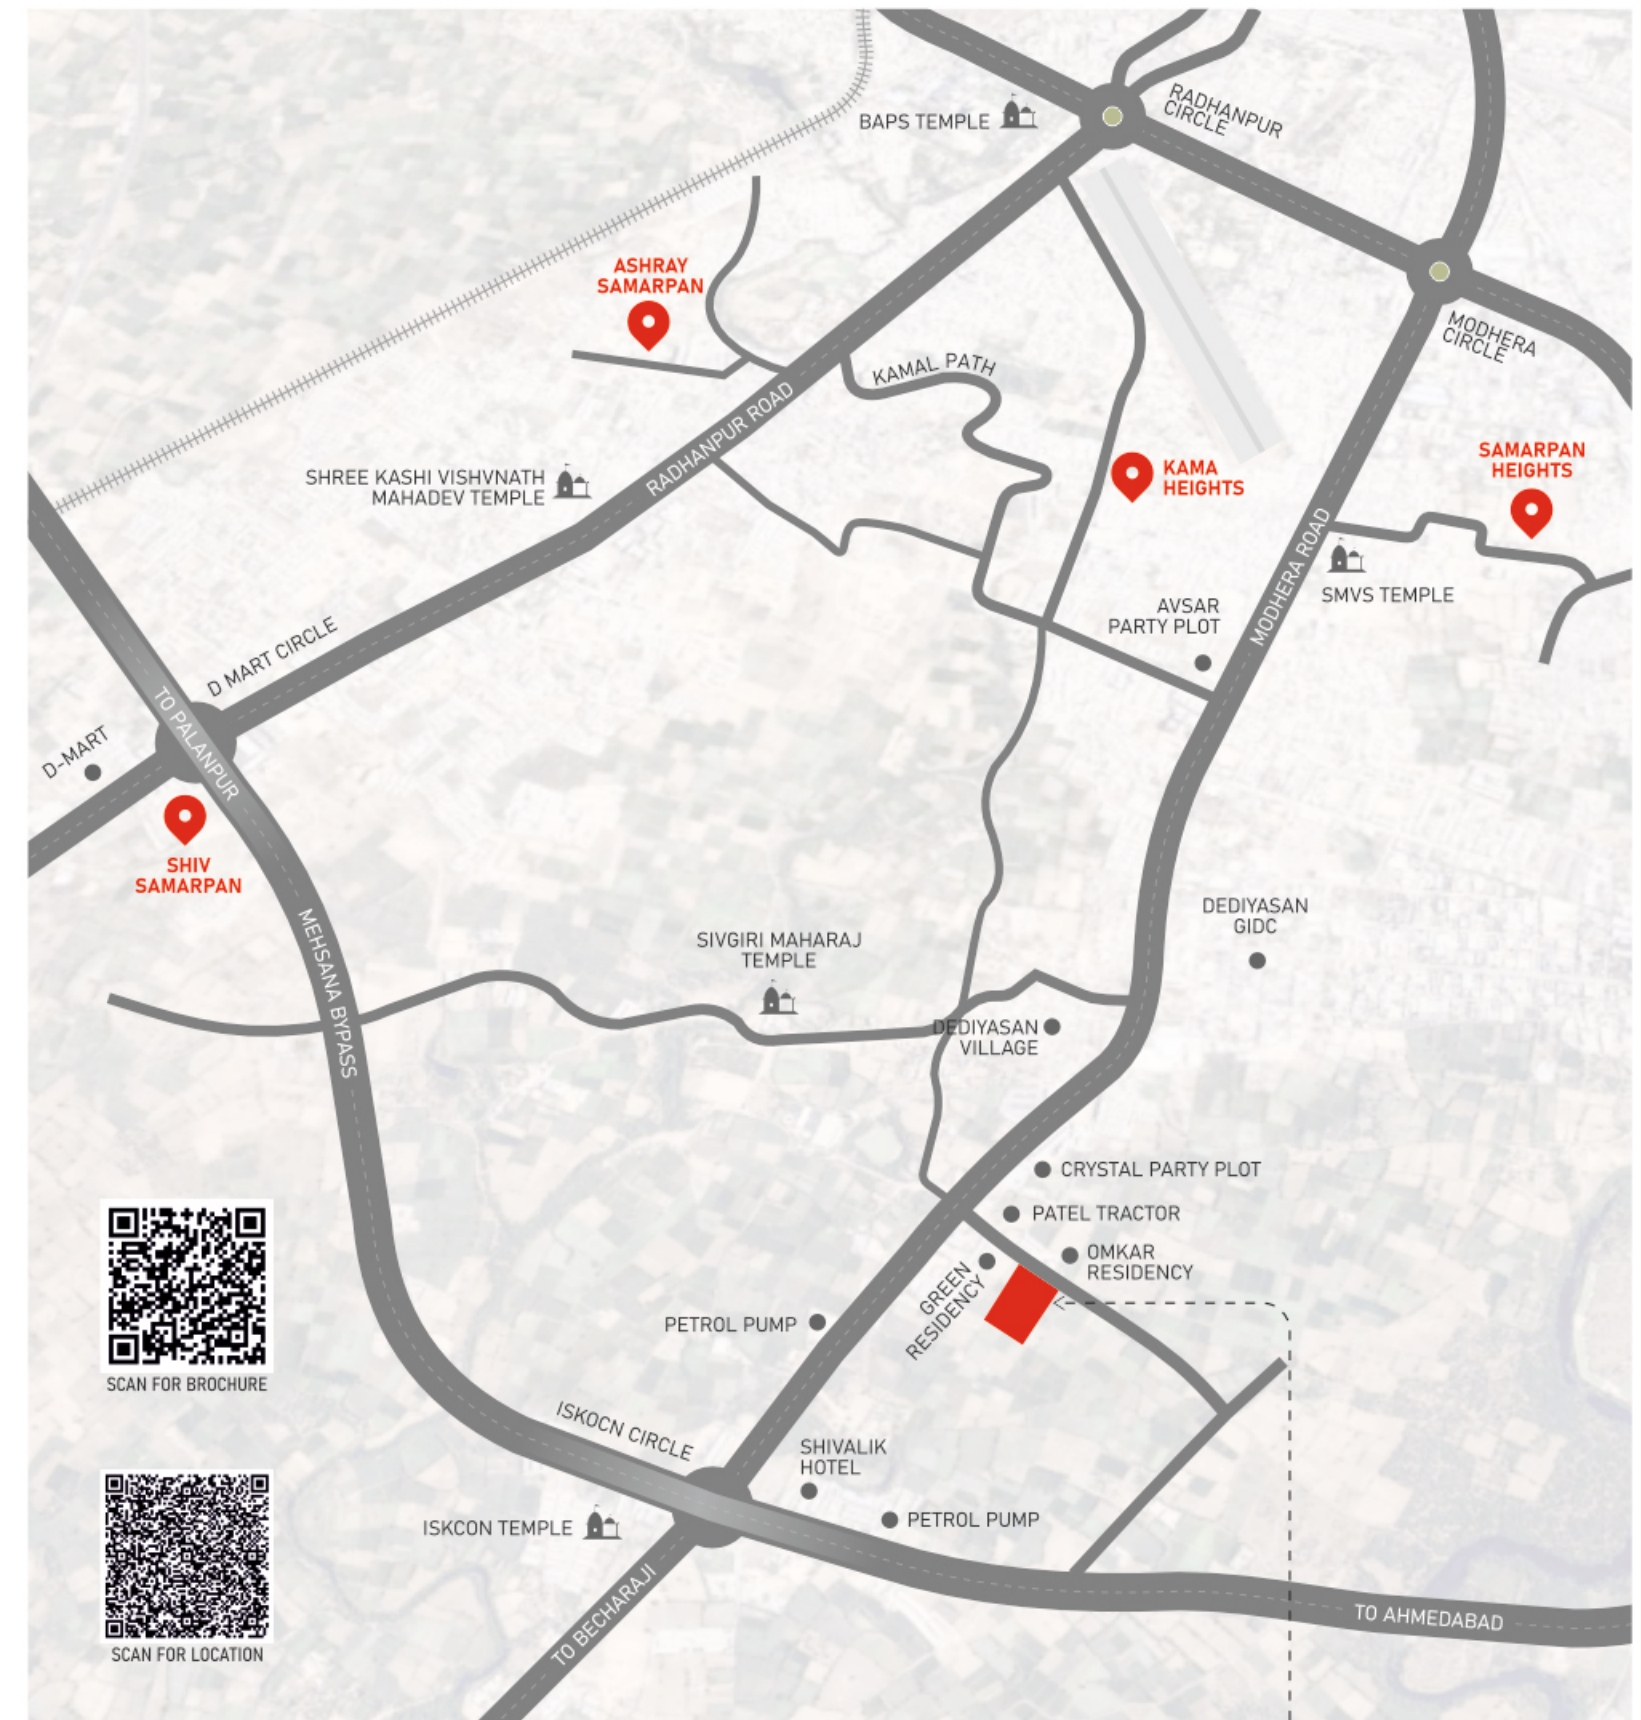 BAPS TEMPLE
RADHANPUR
CIRCLE
ASHRAY
SAMARPAN
MODHERA
CIRCLE
KAMAL PATH
RADHANPUR ROAD
SHREE KASHI VISHVNATH
MAHADEV TEMPLE
KAMA
HEIGHTS
SAMARPAN
HEIGHTS
MODHERA ROAD
SMVS TEMPLE
AVSAR
PARTY PLOT
D MART CIRCLE
TO PALANPUR
D-MART
SHIV
SAMARPAN
MEHSANA BYPASS
DEDIYASAN
GIDC
SIVGIRI MAHARAJ
TEMPLE
DEDIYASAN
VILLAGE
CRYSTAL PARTY PLOT
PATEL TRACTOR
OMKAR
RESIDENCY
GREEN
RESIDENCY
PETROL PUMP
SCAN FOR BROCHURE
ISKOCN CIRCLE
SHIVALIK
HOTEL
PETROL PUMP
ISKCON TEMPLE
TO BECHARAJI
TO AHMEDABAD
SCAN FOR LOCATION